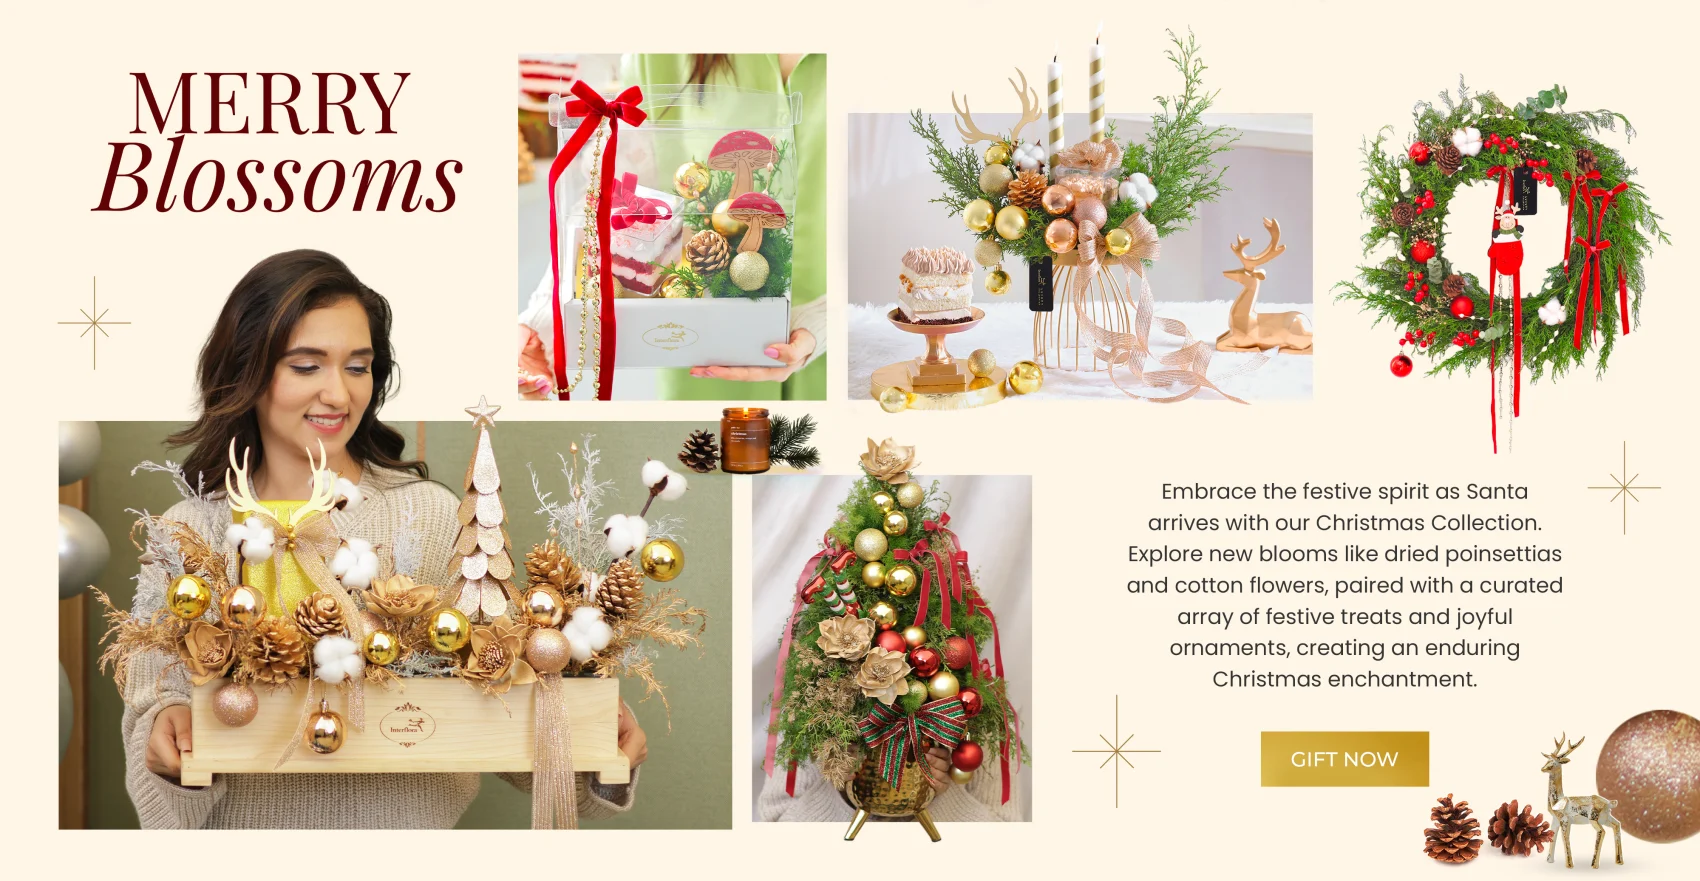 MERRY
Blossoms
Interflora
Interflora
Embrace the festive spirit as Santa
arrives with our Christmas Collection.
Explore new blooms like dried poinsettias
and cotton flowers, paired with a curated
array of festive treats and joyful
ornaments, creating an enduring
Christmas enchantment.
GIFT NOW